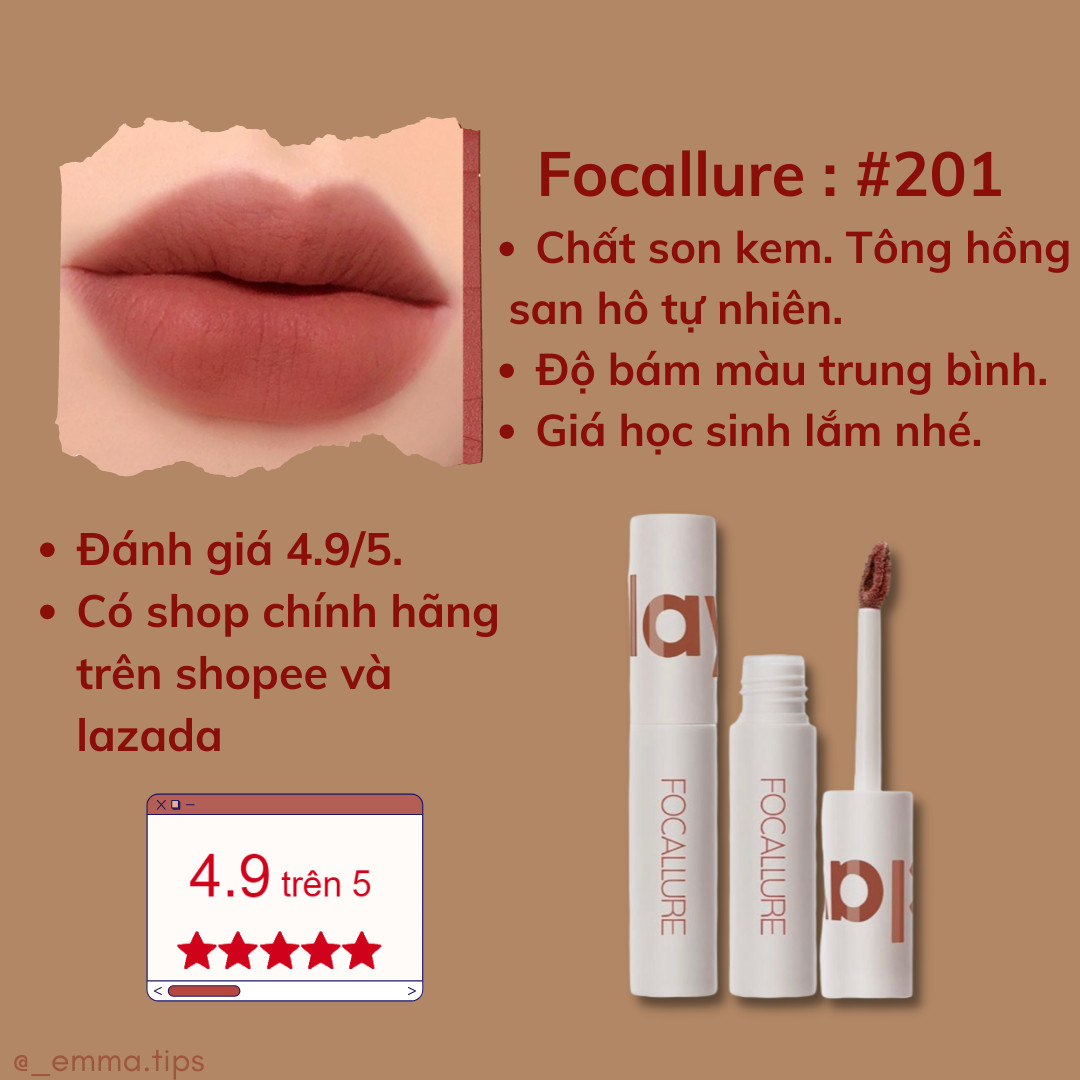 Focallure : #201
• Chất son kem. Tông hồng
san hô tự nhiên.
• Độ bám màu trung bình.
• Giá học sinh lắm nhé.
• Đánh giá 4.9/5.
• Có shop chính hãng
trên shopee và
lazada
4.9 trên 5
lay
FOCALLURE
FOCALLURE
@_emma.tips